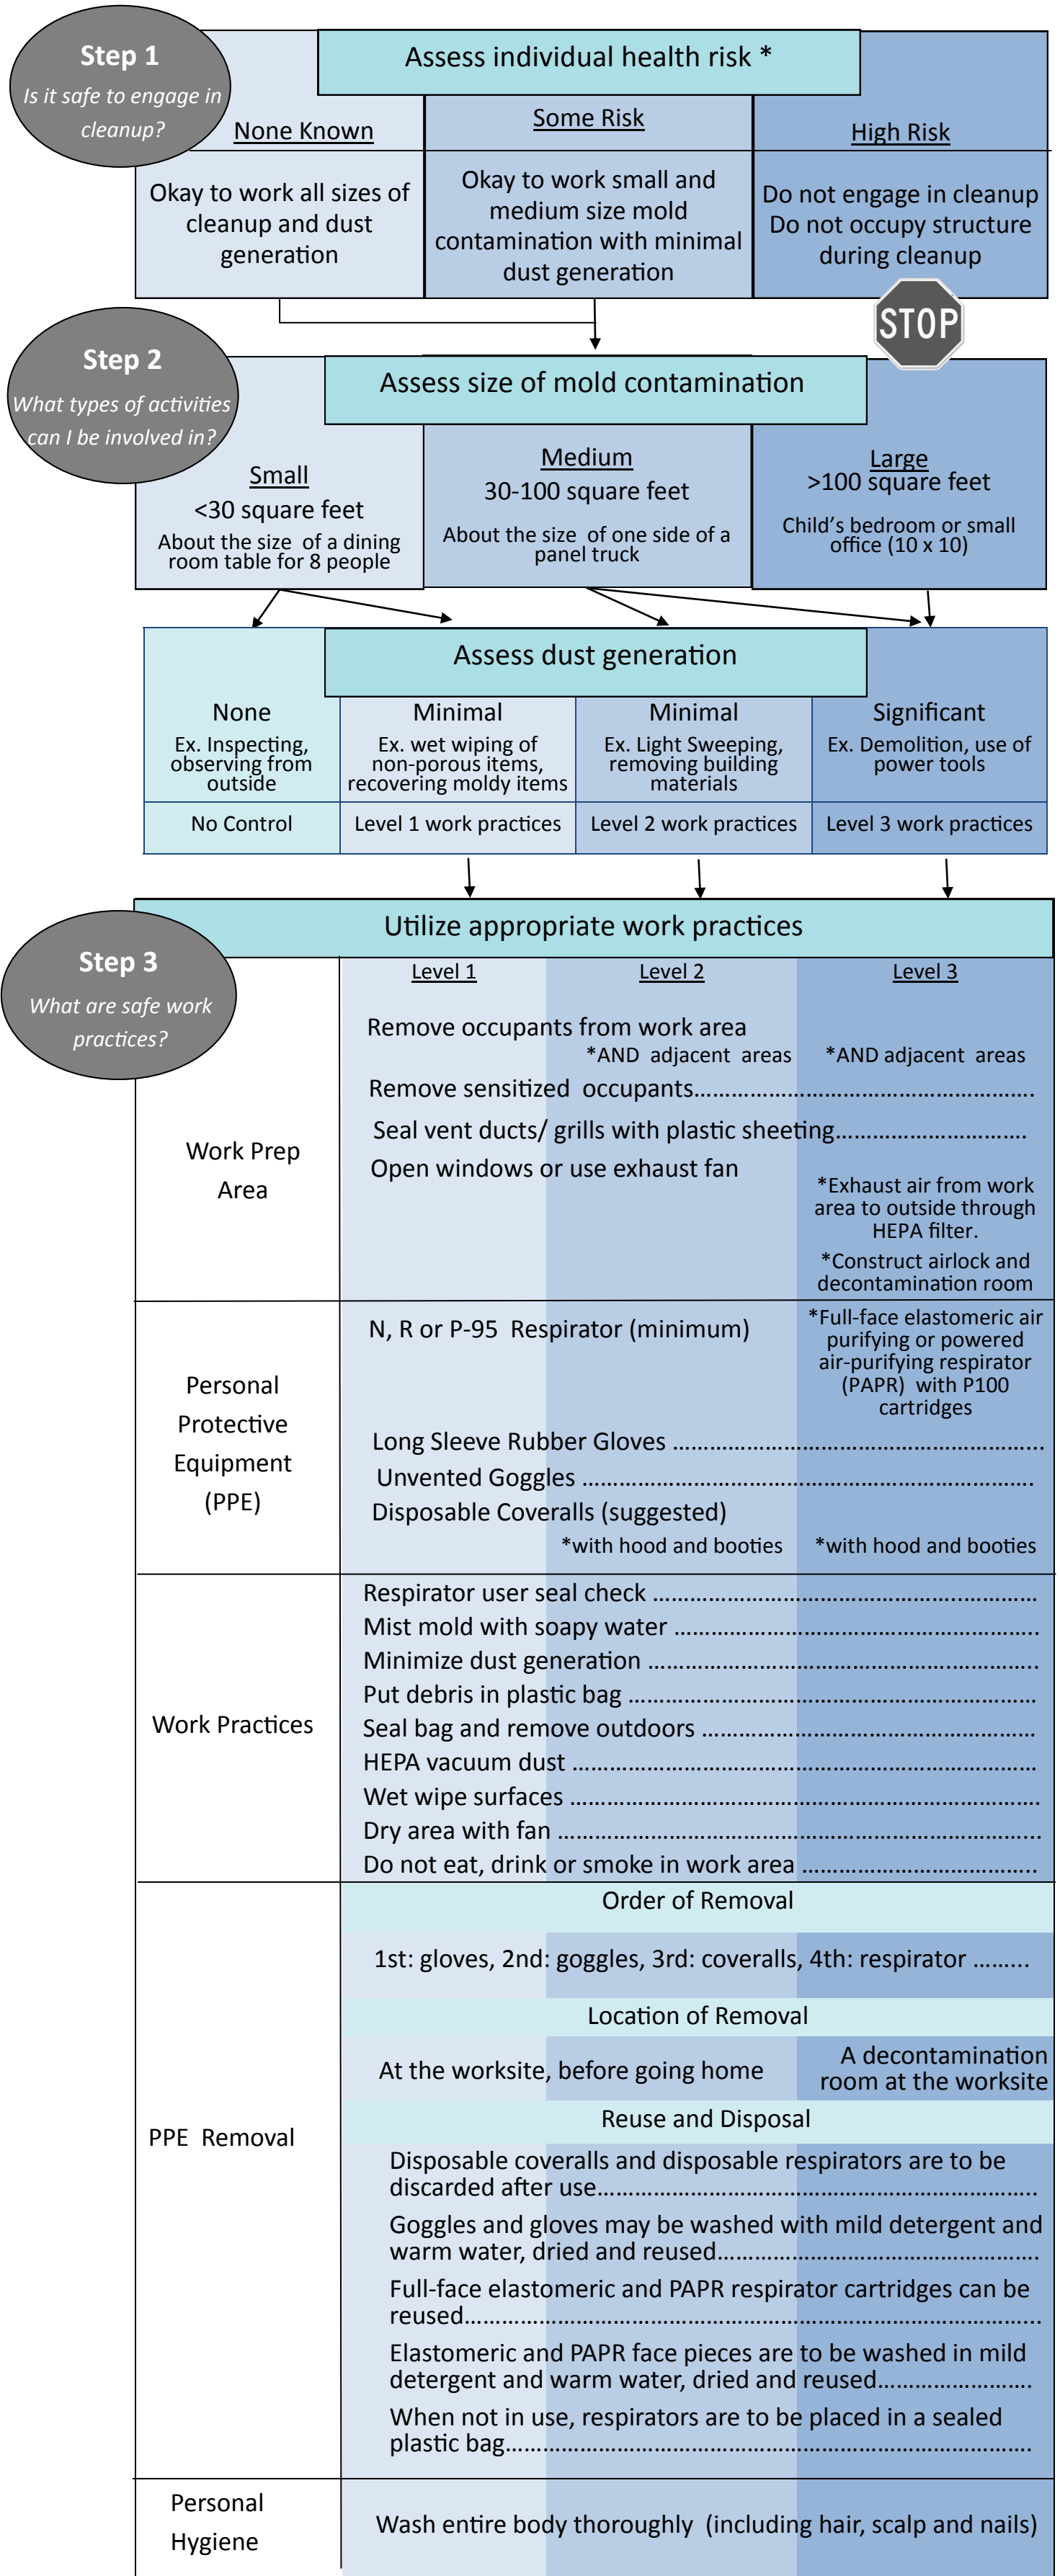 Step 1
Is it safe to engage in
cleanup?
Assess individual health risk *
None Known
Some Risk
High Risk
Okay to work all sizes of
cleanup and dust
generation
Okay to work small and
medium size mold
contamination with minimal
dust generation
Do not engage in cleanup
Do not occupy structure
during cleanup
STOP
Step 2
What types of activities
can I be involved in?
Assess size of mold contamination
Small
<30 square feet
About the size of a dining
room table for 8 people
Medium
30-100 square feet
About the size of one side of a
panel truck
Large
>100 square feet
Child's bedroom or small
office (10 x 10)
Assess dust generation
None
Ex. Inspecting,
observing from
outside
No Control
Minimal
Ex. wet wiping of
non-porous items,
recovering moldy items
Level 1 work practices
Minimal
Ex. Light Sweeping,
removing building
materials
Level 2 work practices
Significant
Ex. Demolition, use of
power tools
Level 3 work practices
Step 3
What are safe work
practices?
Utilize appropriate work practices
Level 1
Level 2
Level 3
Work Prep
Area
Remove occupants from work area
*AND adjacent areas
*AND adjacent areas
Remove sensitized occupants……………………………………………
Seal vent ducts/ grills with plastic sheeting……………………….
Open windows or use exhaust fan
*Exhaust air from work
area to outside through
HEPA filter.
*Construct airlock and
decontamination room
Personal
Protective
Equipment
(PPE)
N, R or P-95 Respirator (minimum)
*Full-face elastomeric air
purifying or powered
air-purifying respirator
(PAPR) with P100
cartridges
Long Sleeve Rubber Gloves ………………………………………………
Unvented Goggles …………………………………………………………
Disposable Coveralls (suggested)
*with hood and booties
*with hood and booties
Work Practices
Respirator user seal check …………………………………………………
Mist mold with soapy water ………………………………………………
Minimize dust generation …………………………………………………
Put debris in plastic bag ……………………………………………………
Seal bag and remove outdoors …………………………………………
HEPA vacuum dust ……………………………………………………………
Wet wipe surfaces ……………………………………………………………
Dry area with fan ………………………………………………………………
Do not eat, drink or smoke in work area ……………………………
PPE Removal
Order of Removal
1st: gloves, 2nd: goggles, 3rd: coveralls, 4th: respirator ………
Location of Removal
At the worksite, before going home
A decontamination
room at the worksite
Reuse and Disposal
Disposable coveralls and disposable respirators are to be
discarded after use…………………………………………………………
Goggles and gloves may be washed with mild detergent and
warm water, dried and reused…………………………………………
Full-face elastomeric and PAPR respirator cartridges can be
reused……………………………………………………………………………
Elastomeric and PAPR face pieces are to be washed in mild
detergent and warm water, dried and reused………………….
When not in use, respirators are to be placed in a sealed
plastic bag………………………………………………………………………
Personal
Hygiene
Wash entire body thoroughly (including hair, scalp and nails)